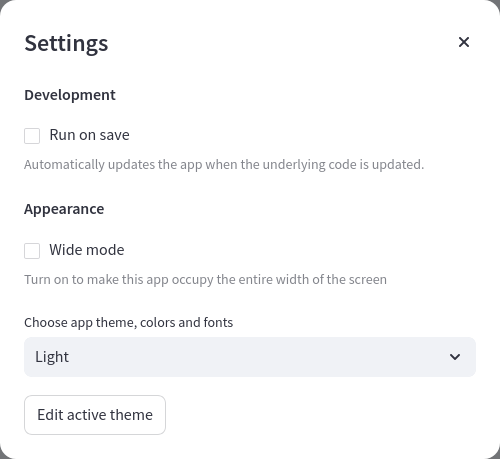 Settings
Development
Run on save
Automatically updates the app when the underlying code is updated.
Appearance
Wide mode
Turn on to make this app occupy the entire width of the screen
Choose app theme, colors and fonts
Light
Edit active theme